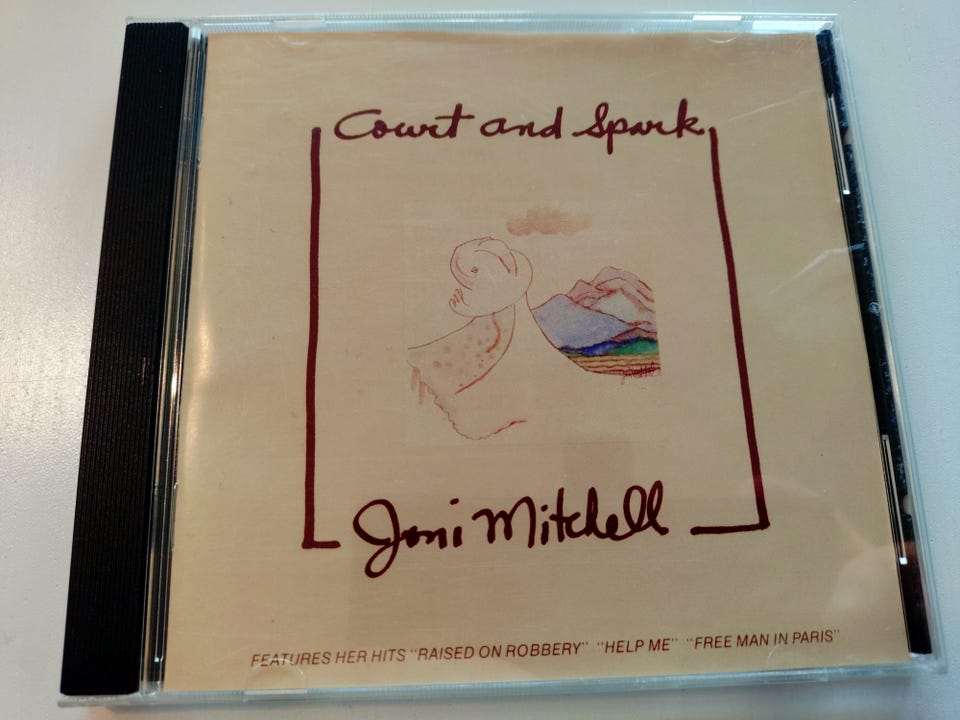 Court and Spark
Joni Mitchell
FEATURES HER HITS "RAISED ON ROBBERY" "HELP ME" "FREE MAN IN PARIS"